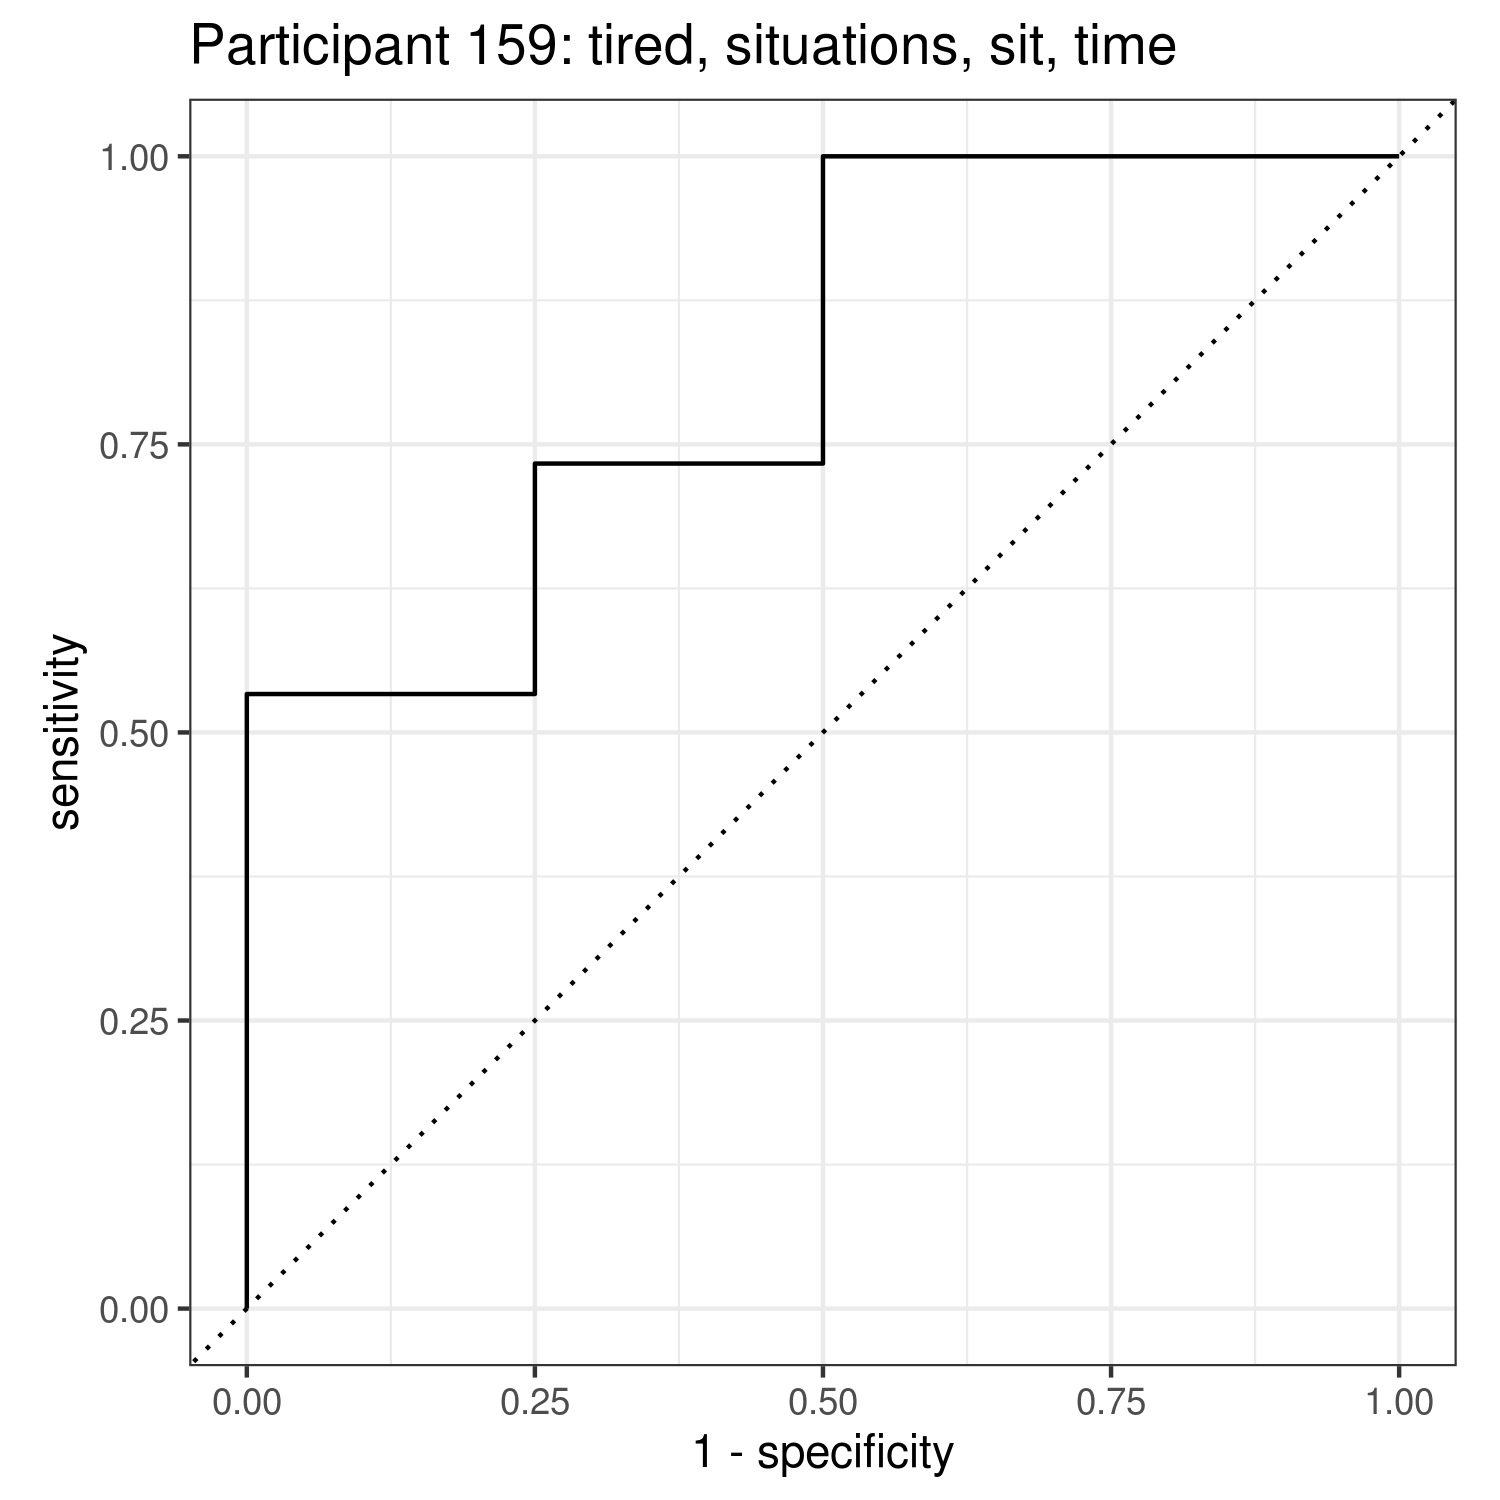 Participant 159: tired, situations, sit, time
1.00
0.75
0.50
0.25
0.00
sensitivity
0.00 0.25 0.50 0.75 1.00
1 - specificity